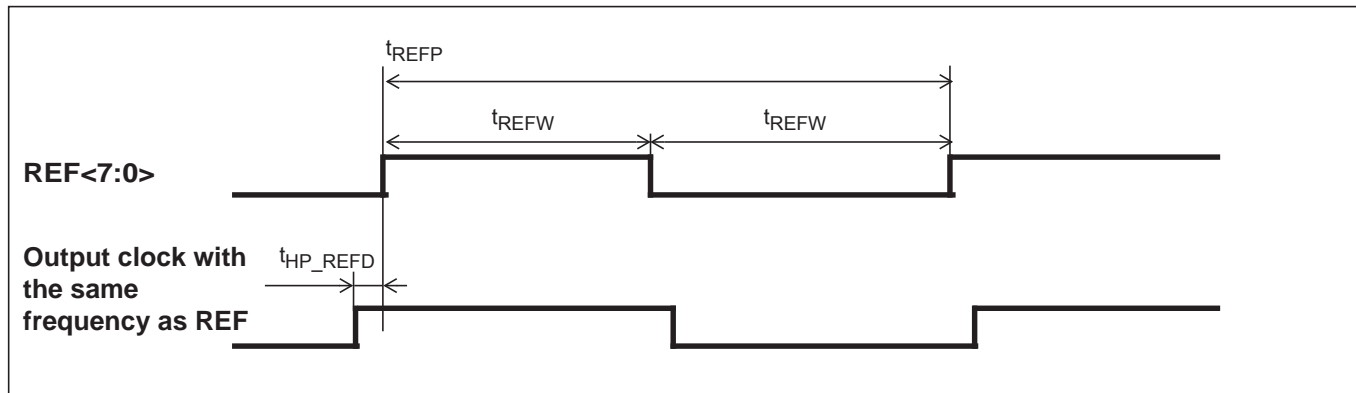 tREFP
tREFW tREFW
REF<7:0>
Output clock with
the same
frequency as REF
tHP_REFD